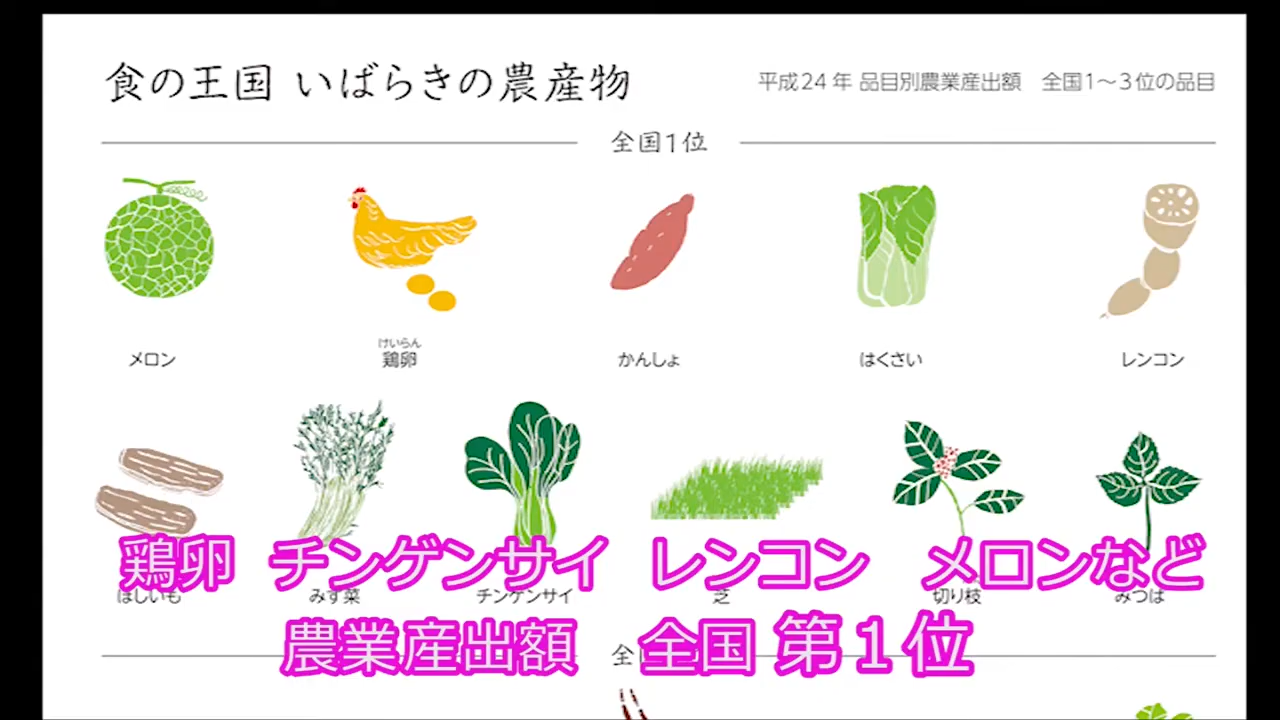 食の王国 いばらきの農産物
平成24年 品目別農業産出額　全国1～3位の品目
全国1位
メロン
けいらん
鶏卵
かんしょ
はくさい
レンコン
鶏卵　チンゲンサイ　レンコン　メロンなど
ほしいも
みず菜
チンゲンサイ
芝
切り枝
みつば
農業産出額　全国 第1位
全